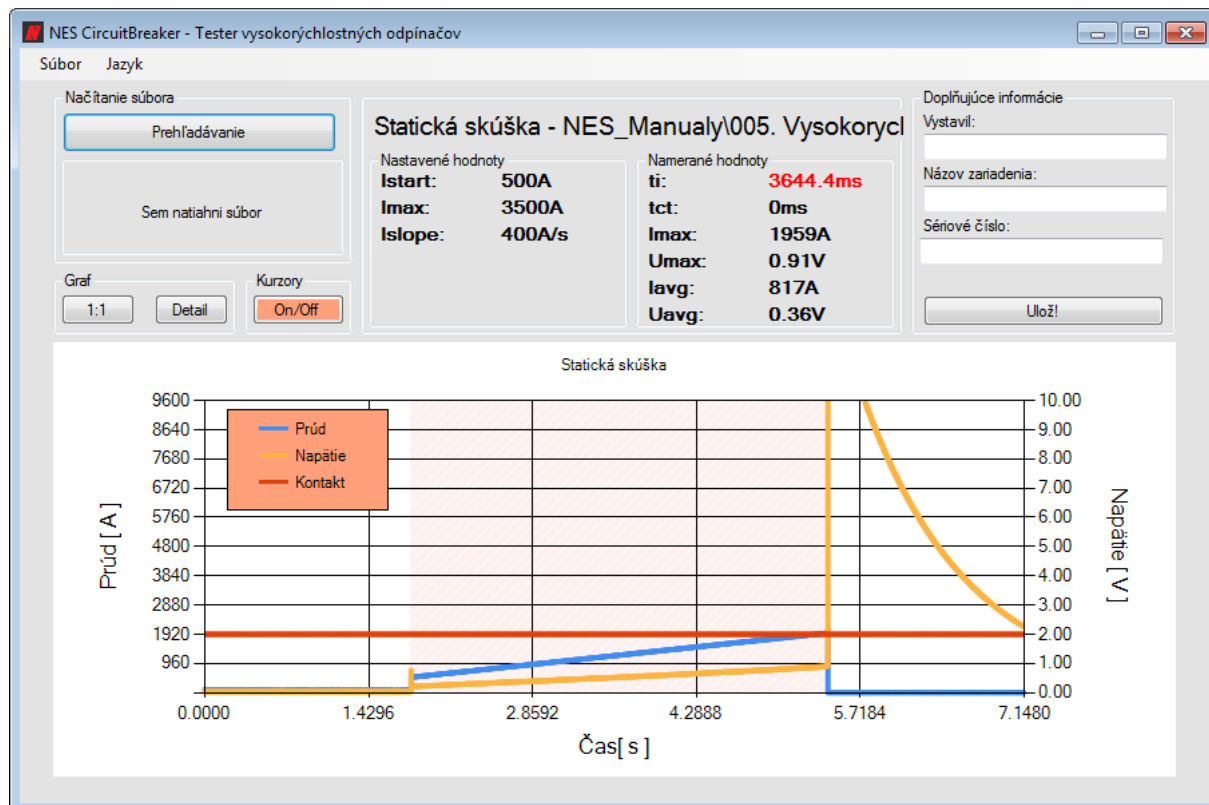 NES CircuitBreaker - Tester vysokorýchlostných odpínačov
Súbor Jazyk
Načítanie súbora
Prehľadávanie
Sem natiahni súbor
Graf
1:1 Detail
Kurzory
On/Off
Statická skúška - NES_Manualy\005. Vysokorych
Nastavené hodnoty
Istart: 500A
Imax: 3500A
Islope: 400A/s
Namerané hodnoty
ti: 3644.4ms
tct: 0ms
Imax: 1959A
Umax: 0.91V
Iavg: 817A
Uavg: 0.36V
Doplňujúce informácie
Vystavil:
Názov zariadenia:
Sériové číslo:
Ulož!
Statická skúška
Prúd
Napätie
Kontakt
Prúd [ A ]
9600
8640
7680
6720
5760
4800
3840
2880
1920
960
10.00
9.00
8.00
7.00
6.00
5.00
4.00
3.00
2.00
1.00
0.00
Napätie [ V ]
0.0000 1.4296 2.8592 4.2888 5.7184 7.1480
Čas[ s ]